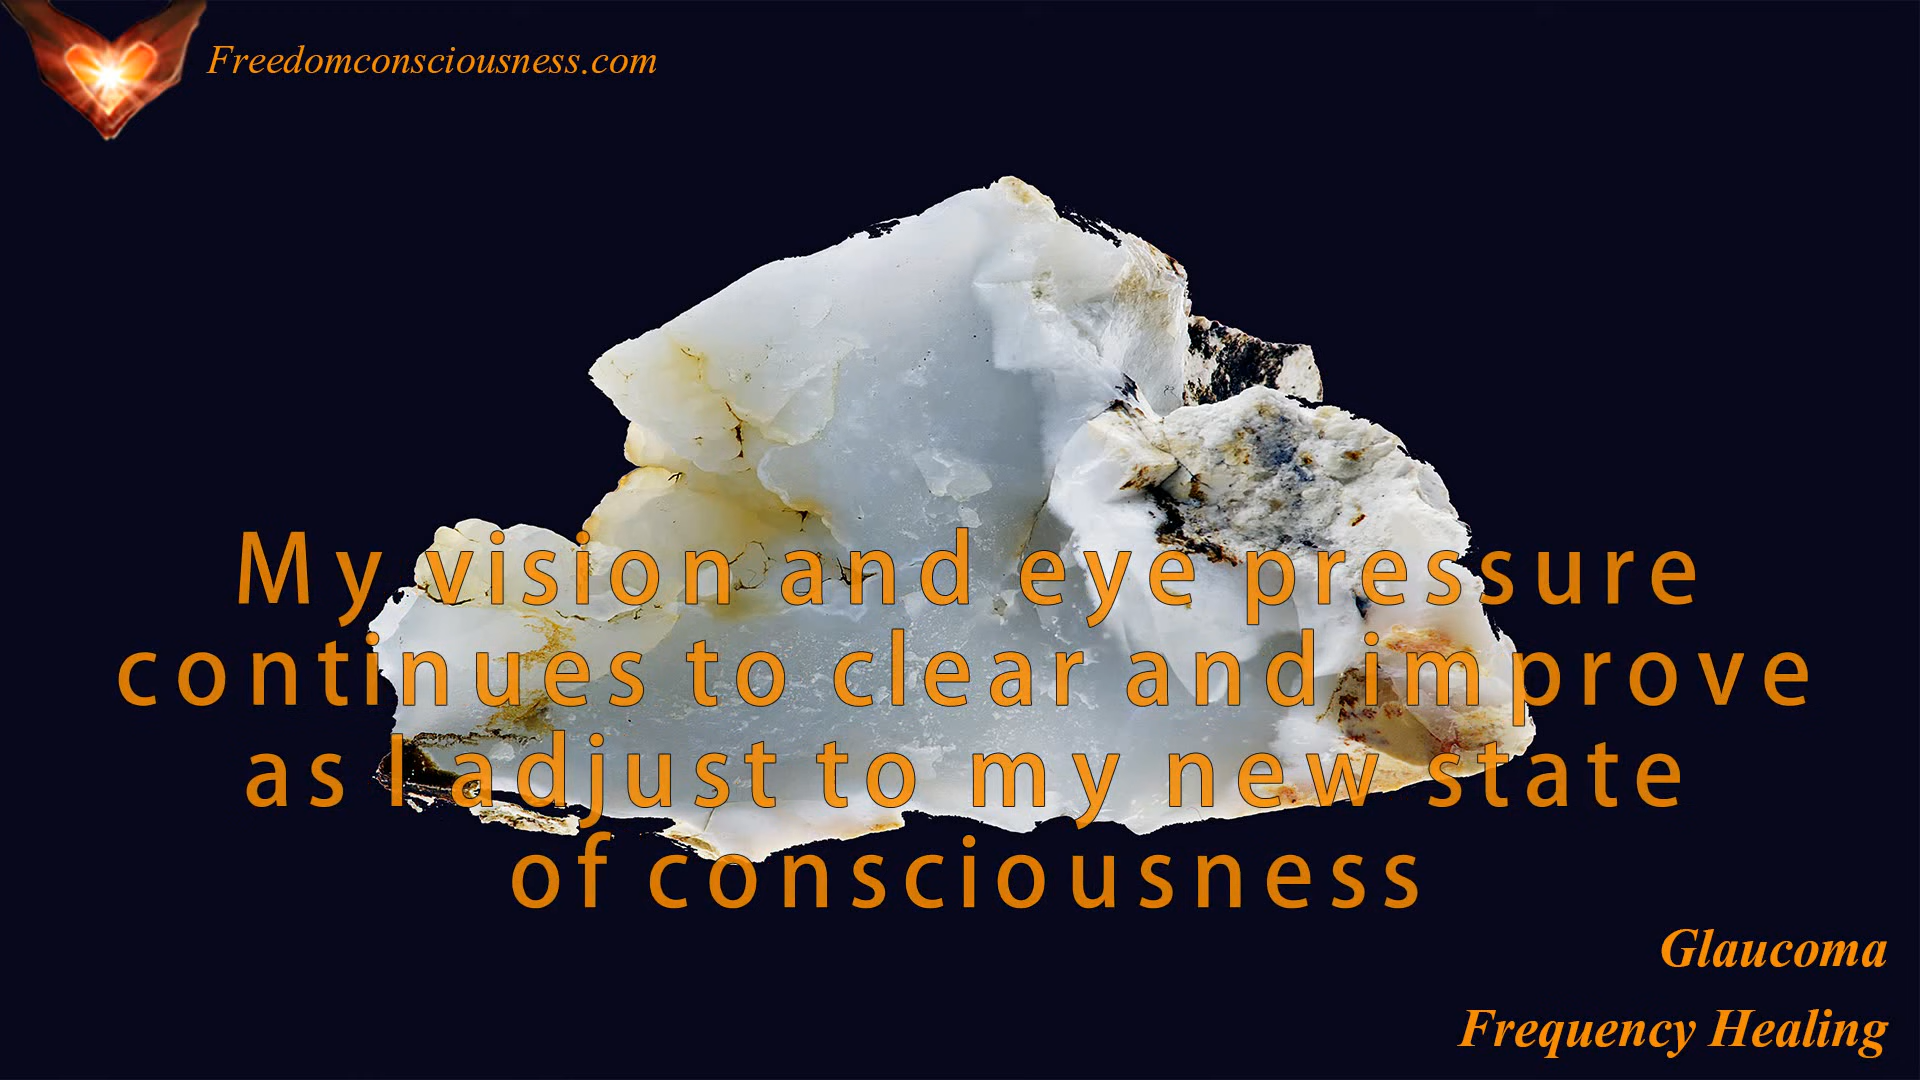 Freedomconsciousness.com
My vision and eye pressure
continues to clear and improve
as I adjust to my new state
of consciousness
Glaucoma
Frequency Healing